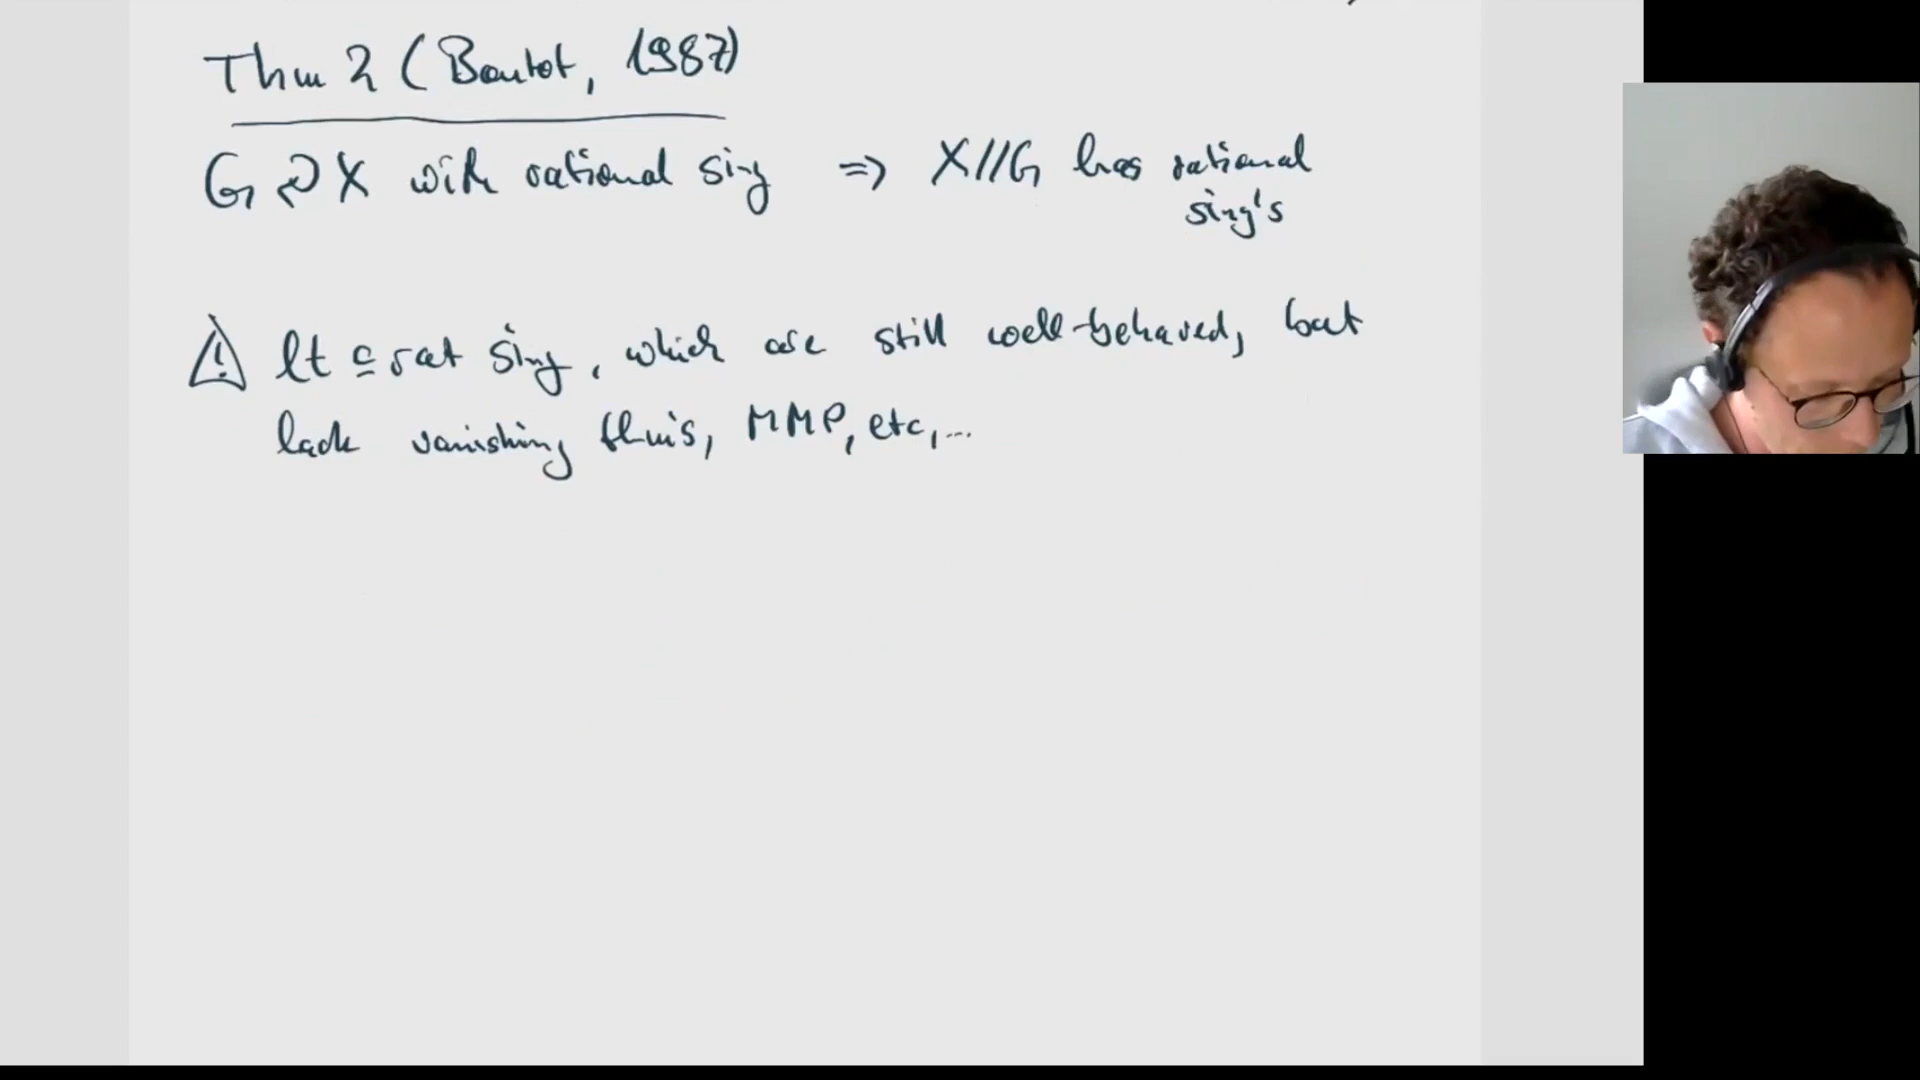 Thm 2 (Boutot, 1987)
G ↻ X with rational sing ⇒ X//G has rational
sing's
⚠ lt ⊆ rat sing, which are still well-behaved, but
lack vanishing thm's, MMP, etc,...